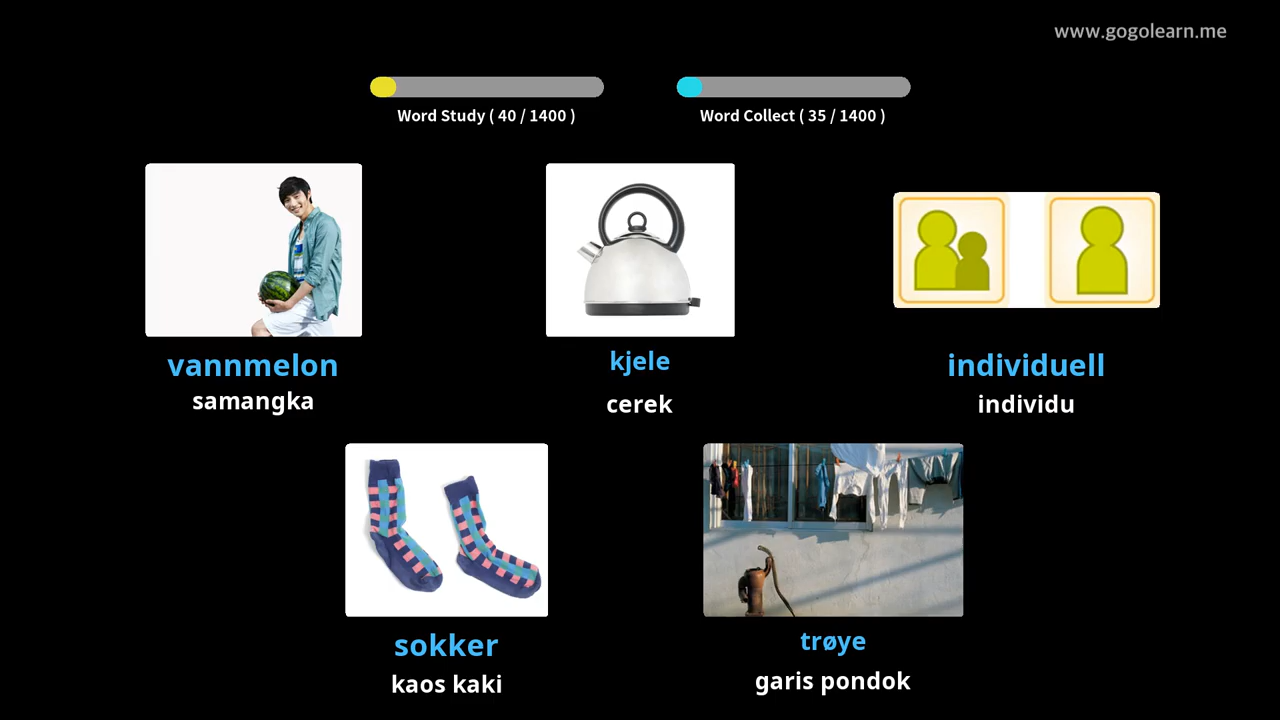 www.gogolearn.me
Word Study ( 40 / 1400 )
Word Collect ( 35 / 1400 )
vannmelon
samangka
kjele
cerek
individuell
individu
sokker
kaos kaki
trøye
garis pondok